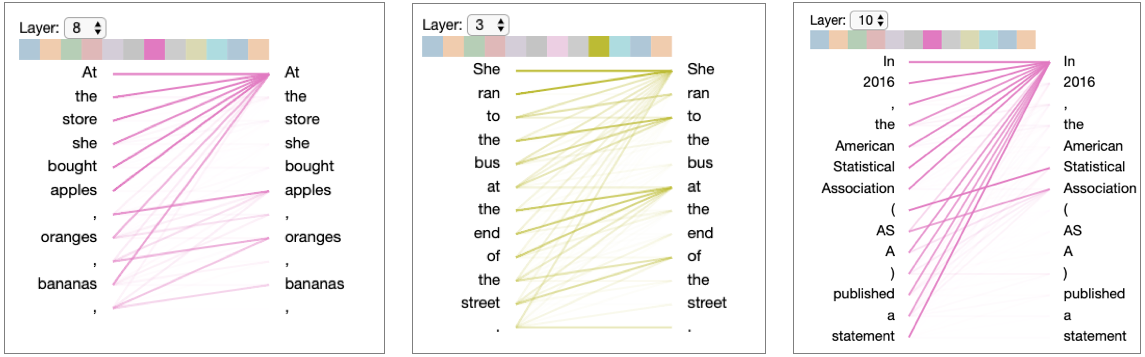 Layer: 8
At At
the the
store store
she she
bought bought
apples apples
, ,
oranges oranges
, ,
bananas bananas
, ,
Layer: 3
She She
ran ran
to to
the the
bus bus
at at
the the
end end
of of
the the
street street
. .
Layer: 10
In In
2016 2016
, ,
the the
American American
Statistical Statistical
Association Association
( (
AS AS
A A
) )
published published
a a
statement statement